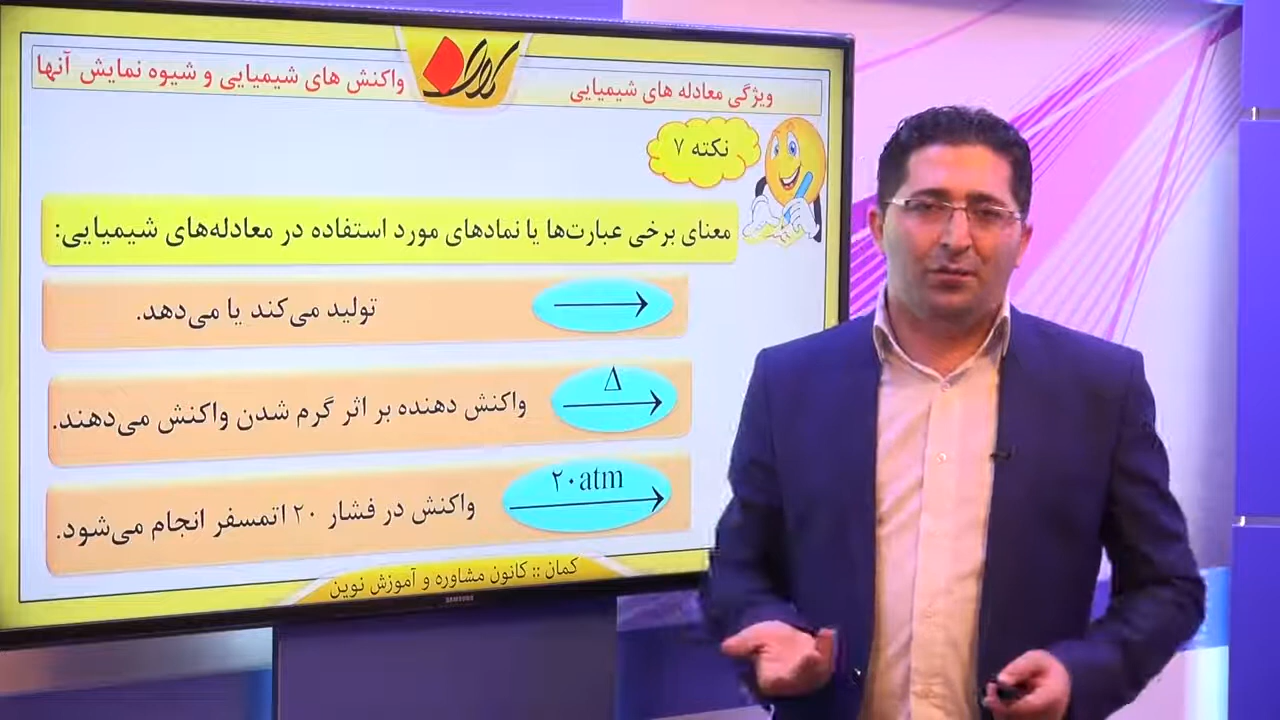 ویژگی معادله های شیمیایی
واکنش های شیمیایی و شیوه نمایش آنها
کمان
نکته ۷
معنای برخی عبارت‌ها یا نمادهای مورد استفاده در معادله‌های شیمیایی:
تولید می‌کند یا می‌دهد.
Δ
واکنش دهنده بر اثر گرم شدن واکنش می‌دهند.
۲۰atm
واکنش در فشار ۲۰ اتمسفر انجام می‌شود.
کمان :: کانون مشاوره و آموزش نوین
SAMSUNG